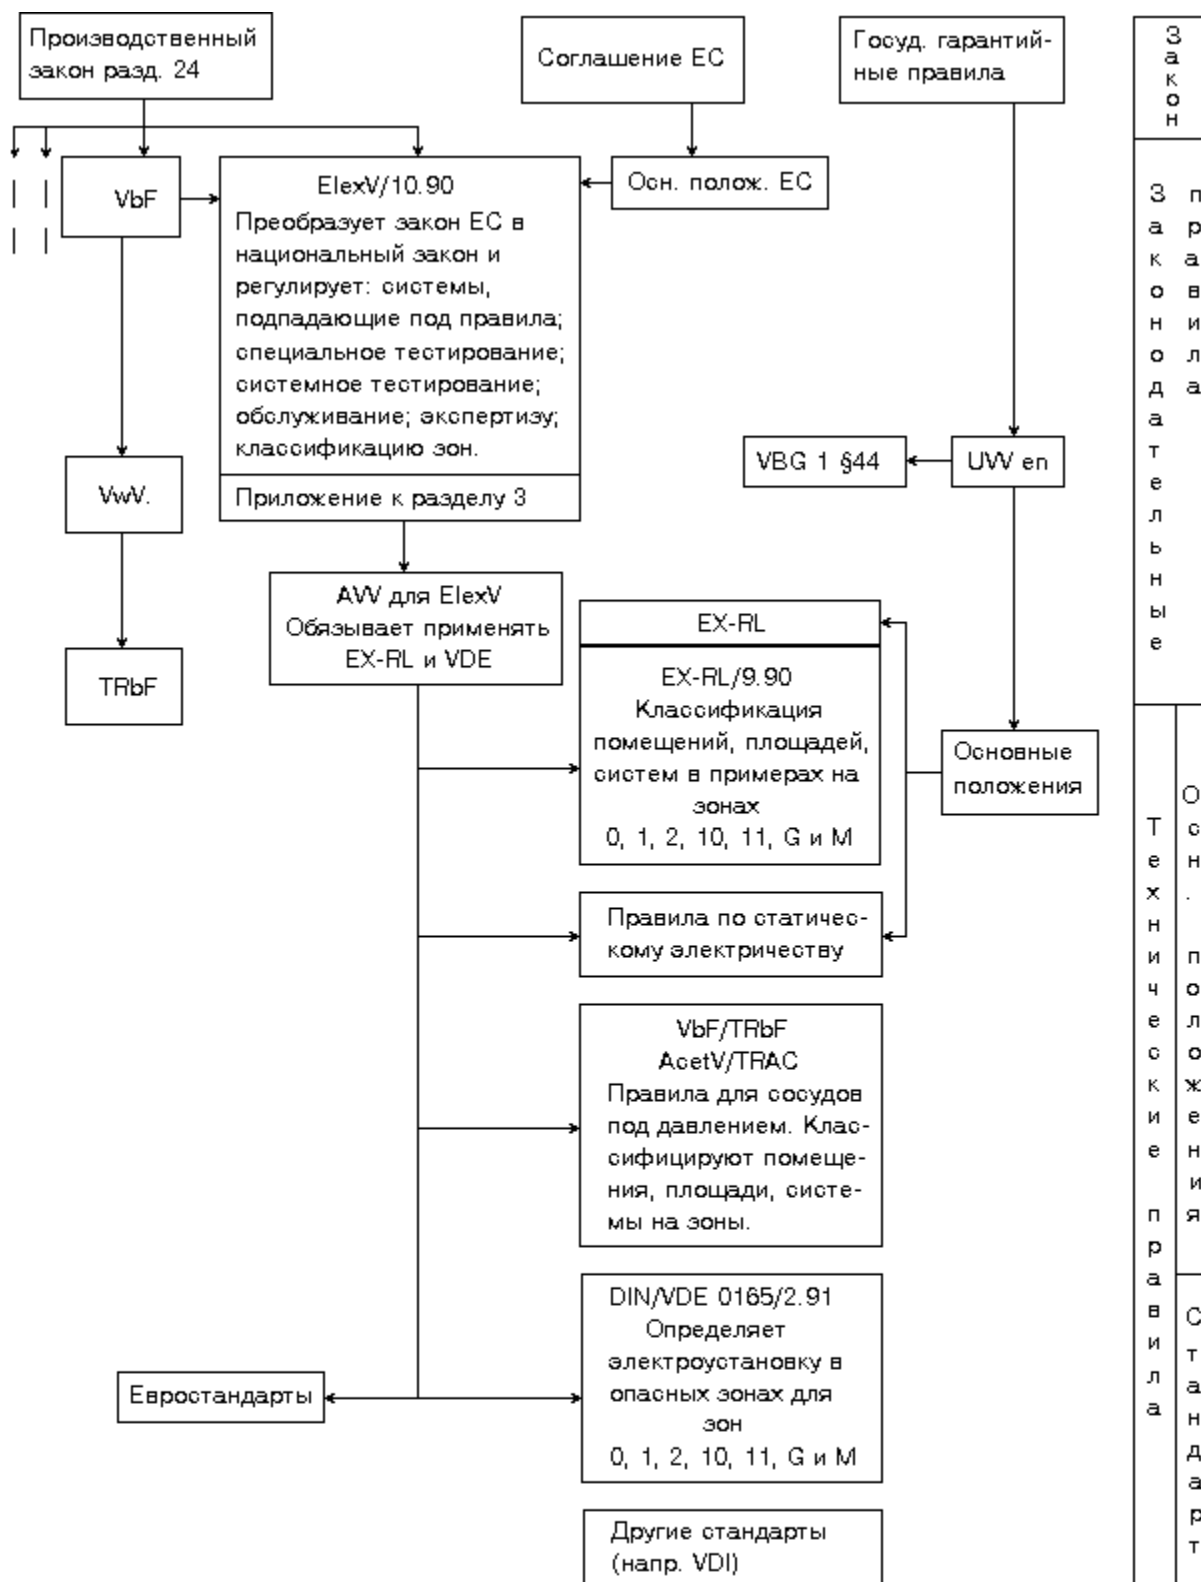 Производственный
закон разд. 24
Соглашение ЕС
Госуд. гарантий-
ные правила
Закон
VbF
ElexV/10.90
Преобразует закон ЕС в
национальный закон и
регулирует: системы,
подпадающие под правила;
специальное тестирование;
системное тестирование;
обслуживание; экспертизу;
классификацию зон.
Приложение к разделу 3
Осн. полож. ЕС
Законодательные
правила
VBG 1 §44
UVV en
VwV.
TRbF
AVV для ElexV
Обязывает применять
EX-RL и VDE
EX-RL
EX-RL/9.90
Классификация
помещений, площадей,
систем в примерах на
зонах
0, 1, 2, 10, 11, G и M
Основные
положения
Правила по статичес-
кому электричеству
VbF/TRbF
AcetV/TRAC
Правила для сосудов
под давлением. Клас-
сифицируют помеще-
ния, площади, систе-
мы на зоны.
Евростандарты
DIN/VDE 0165/2.91
Определяет
электроустановку в
опасных зонах для
зон
0, 1, 2, 10, 11, G и M
Другие стандарты
(напр. VDI)
Технические правила
Осн. положения
Стандарт